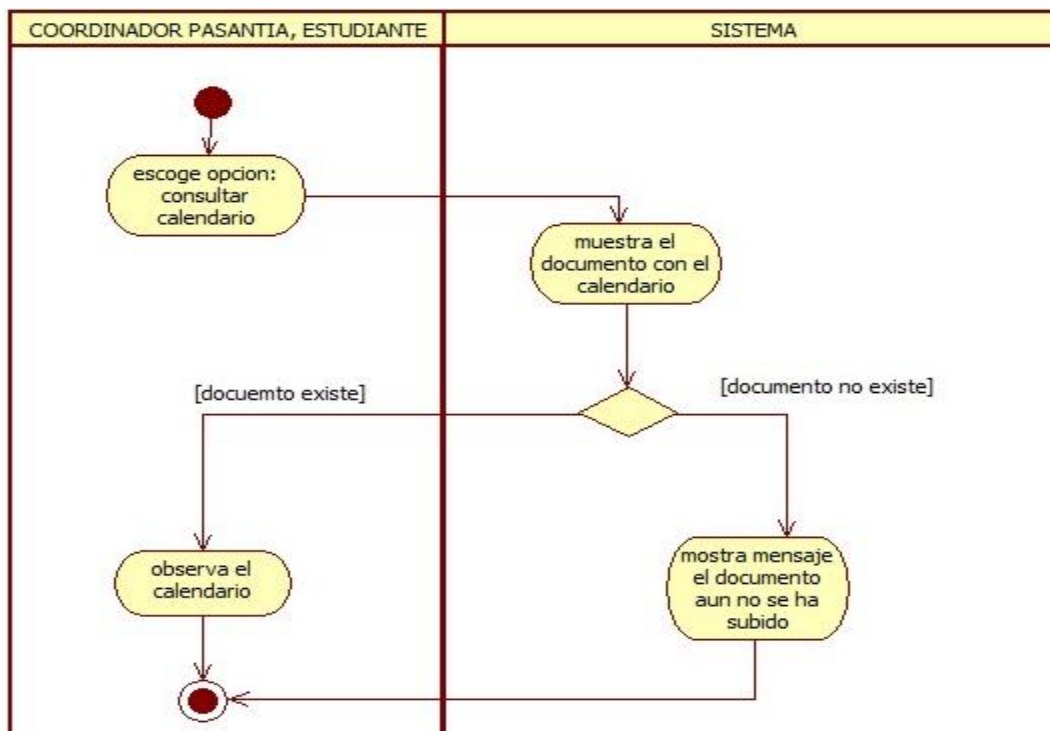 COORDINADOR PASANTIA, ESTUDIANTE
SISTEMA
escoge opcion:
consultar
calendario
muestra el
documento con el
calendario
[docuemto existe]
[documento no existe]
observa el
calendario
mostra mensaje
el documento
aun no se ha
subido